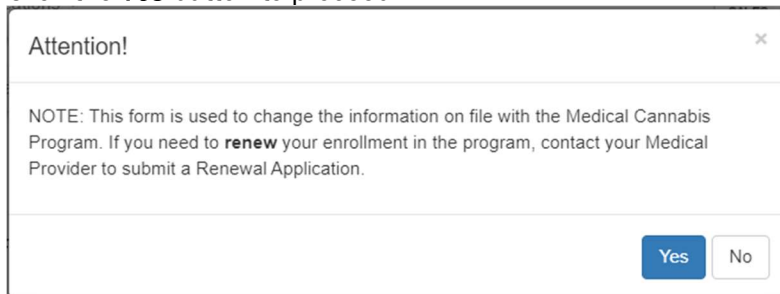 Attention!
×
NOTE: This form is used to change the information on file with the Medical Cannabis
Program. If you need to renew your enrollment in the program, contact your Medical
Provider to submit a Renewal Application.
Yes No